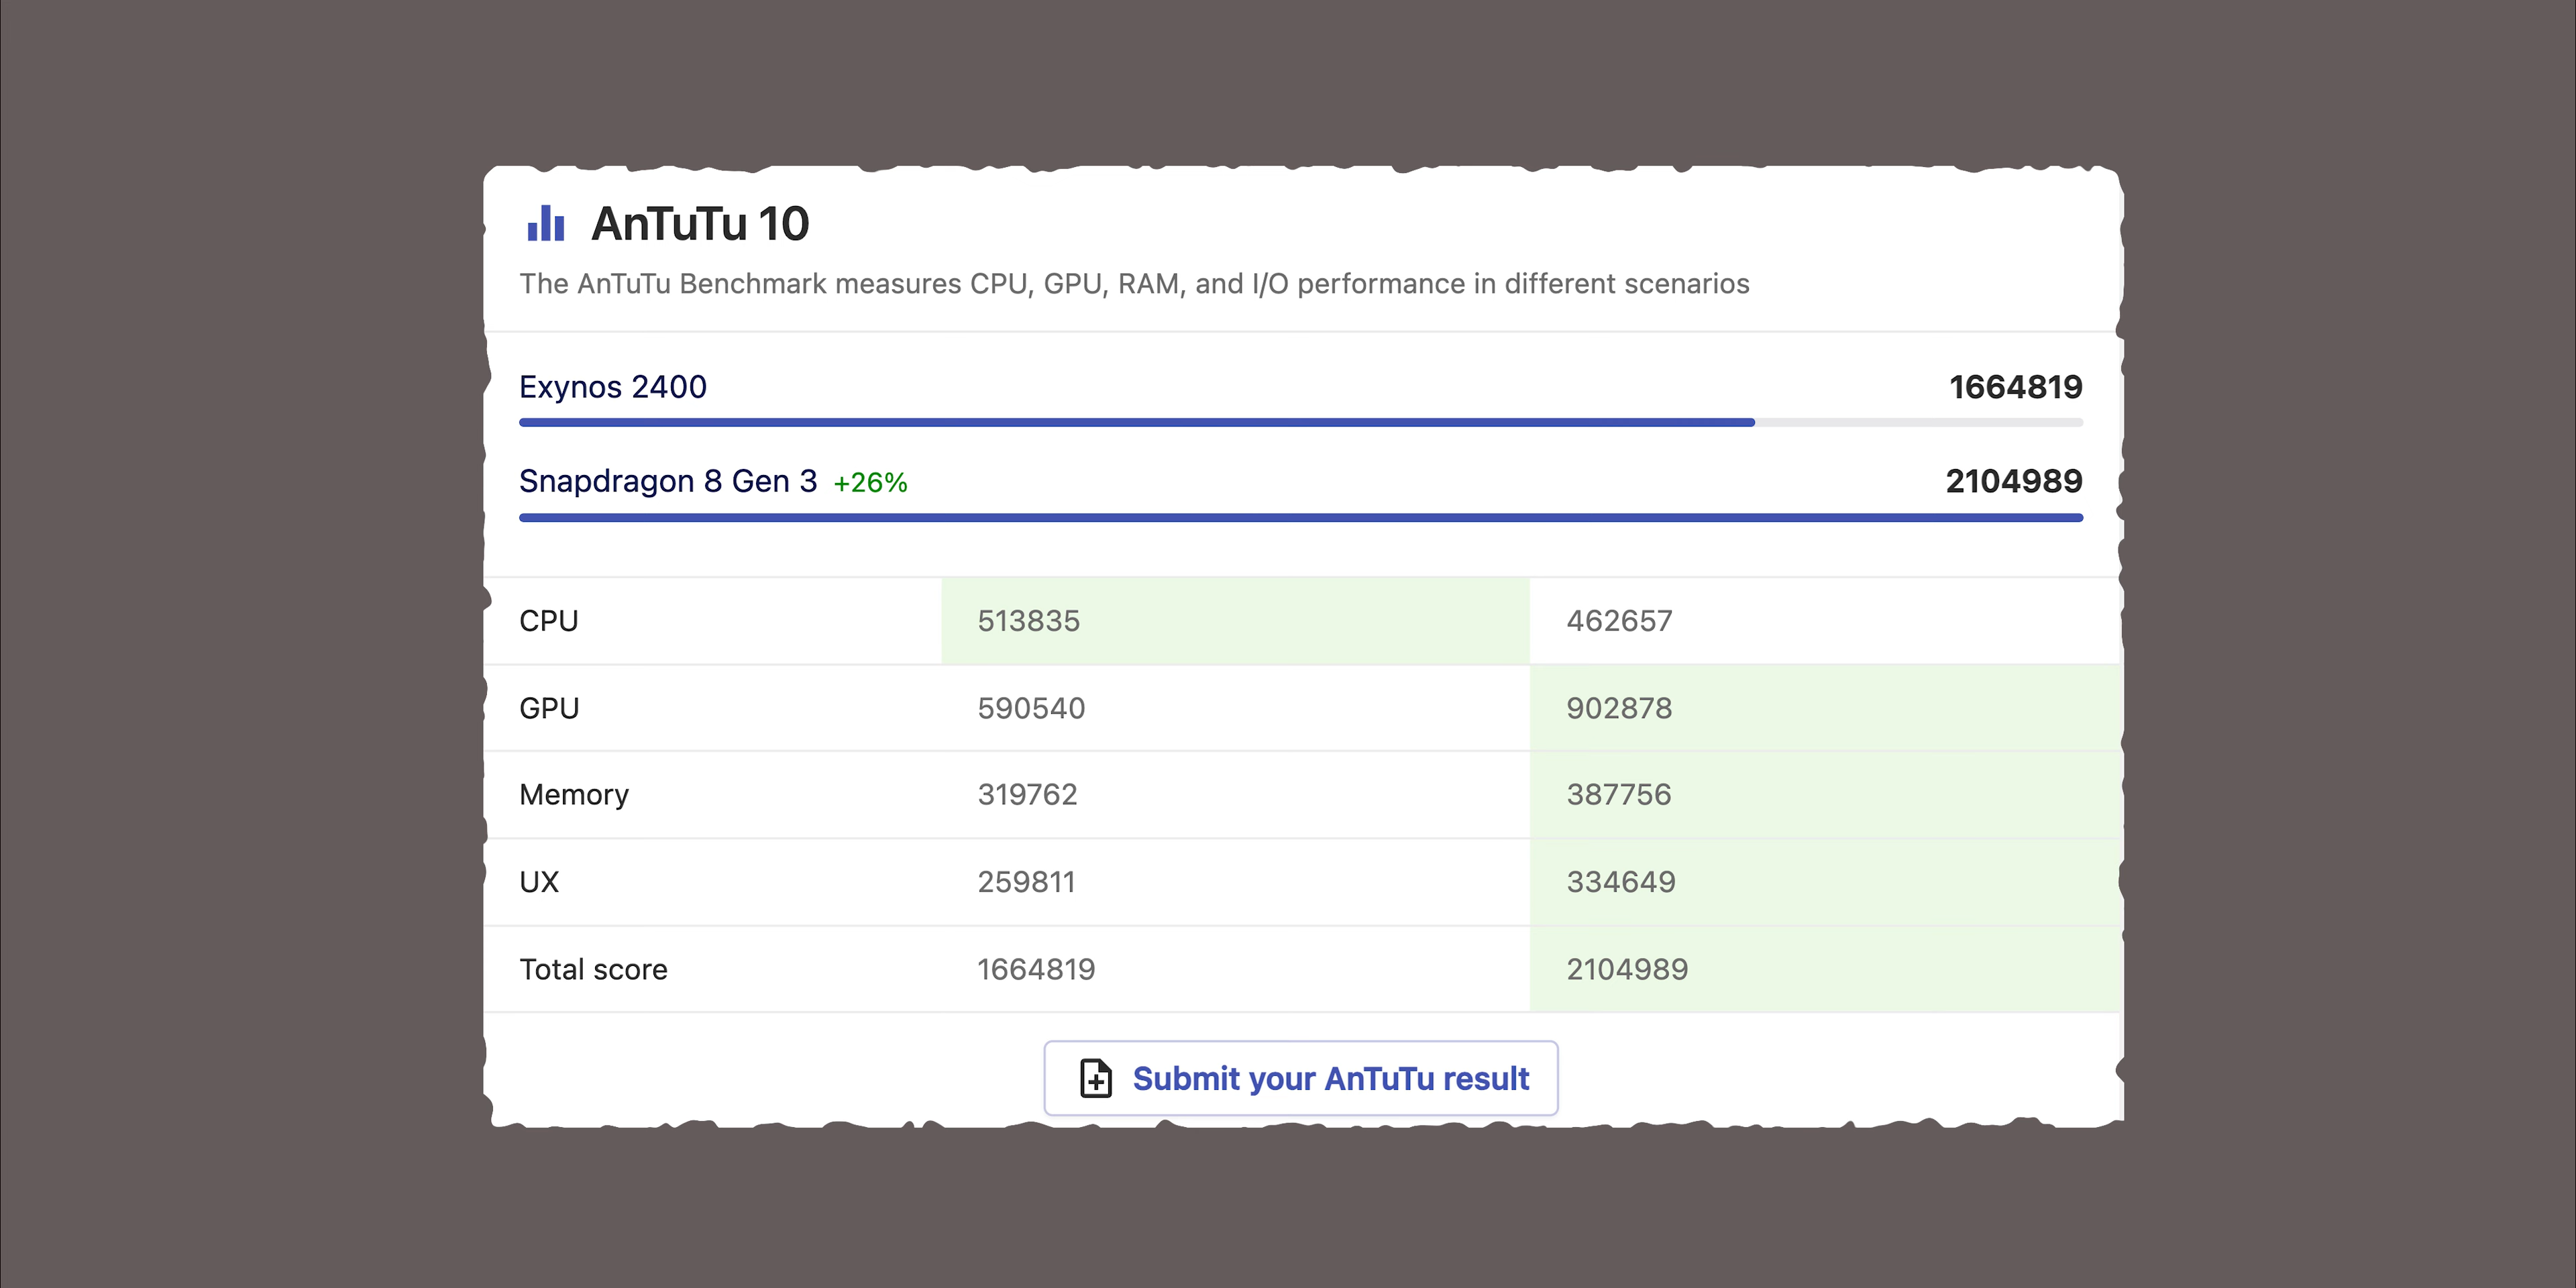 AnTuTu 10
The AnTuTu Benchmark measures CPU, GPU, RAM, and I/O performance in different scenarios
Exynos 2400 1664819
Snapdragon 8 Gen 3 +26% 2104989
CPU 513835 462657
GPU 590540 902878
Memory 319762 387756
UX 259811 334649
Total score 1664819 2104989
Submit your AnTuTu result